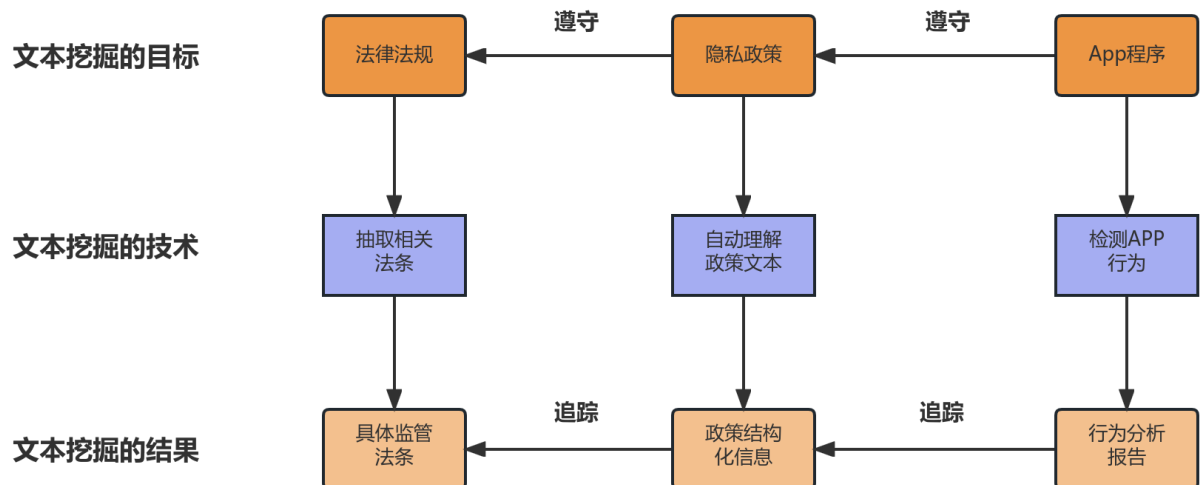 遵守
遵守
文本挖掘的目标
法律法规
隐私政策
App程序
文本挖掘的技术
抽取相关
法条
自动理解
政策文本
检测APP
行为
追踪
追踪
文本挖掘的结果
具体监管
法条
政策结构
化信息
行为分析
报告